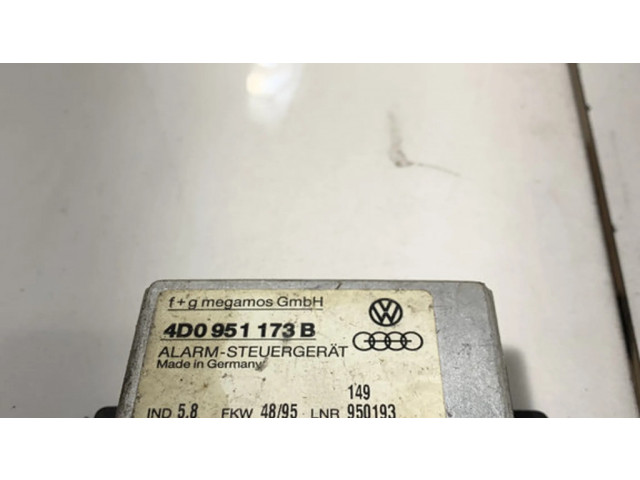 f+g megamos GmbH
4D0 951 173 B
ALARM-STEUERGERÄT
Made in Germany
149
IND 5.8 FKW 48/95 LNR 950193